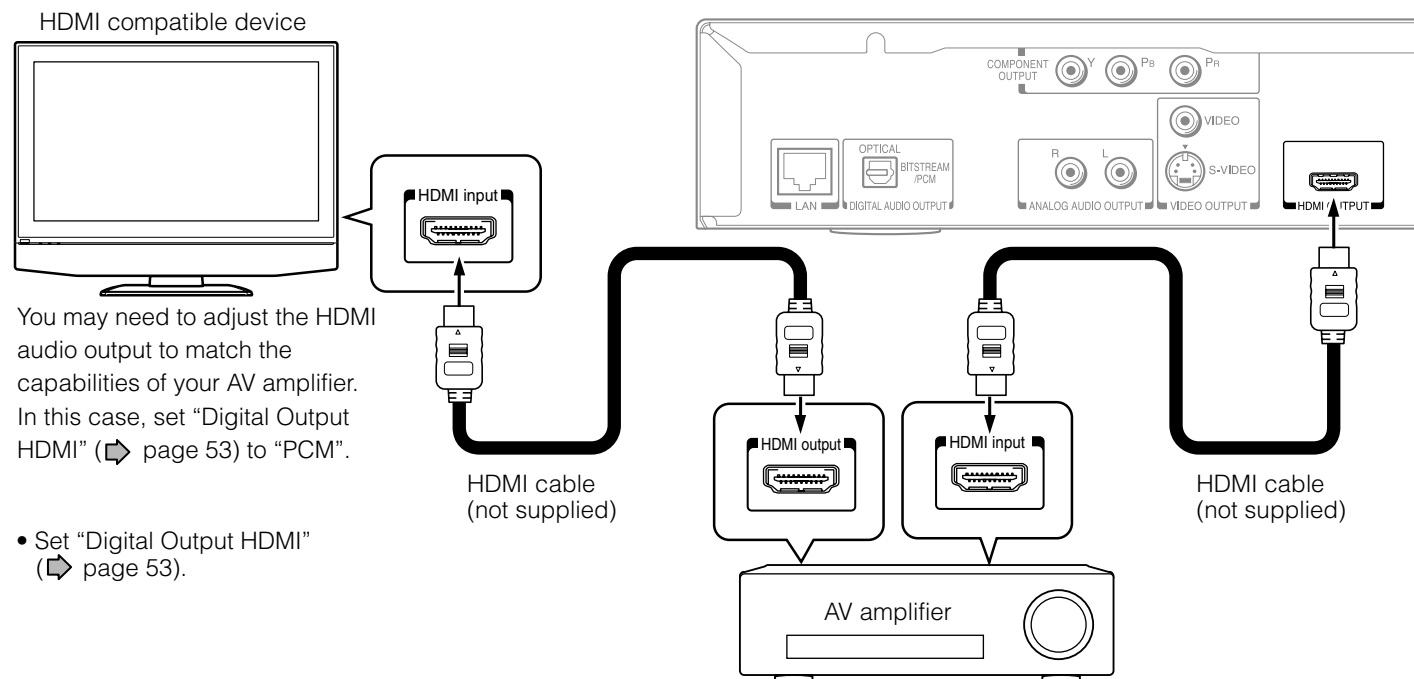 HDMI compatible device
COMPONENT
OUTPUT
Y
PB
PR
VIDEO
S-VIDEO
OPTICAL
BITSTREAM
/PCM
R
L
LAN
DIGITAL AUDIO OUTPUT
ANALOG AUDIO OUTPUT
VIDEO OUTPUT
HDMI
HDMI input
You may need to adjust the HDMI
audio output to match the
capabilities of your AV amplifier.
In this case, set “Digital Output
HDMI” ( page 53) to “PCM”.
• Set “Digital Output HDMI”
( page 53).
HDMI cable
(not supplied)
HDMI output
HDMI input
HDMI cable
(not supplied)
AV amplifier